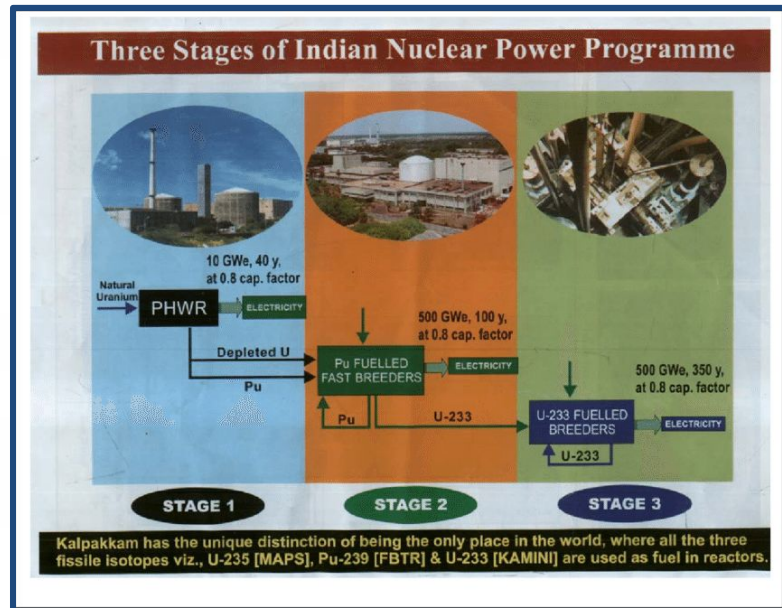 Three Stages of Indian Nuclear Power Programme
10 GWe, 40 y,
at 0.8 cap. factor
Natural
Uranium
PHWR
ELECTRICITY
Depleted U
Pu
500 GWe, 100 y,
at 0.8 cap. factor
Pu FUELLED
FAST BREEDERS
ELECTRICITY
Pu
U-233
500 GWe, 350 y,
at 0.8 cap. factor
U-233 FUELLED
BREEDERS
ELECTRICITY
U-233
STAGE 1
STAGE 2
STAGE 3
Kalpakkam has the unique distinction of being the only place in the world, where all the three
fissile isotopes viz., U-235 [MAPS], Pu-239 [FBTR] & U-233 [KAMINI] are used as fuel in reactors.